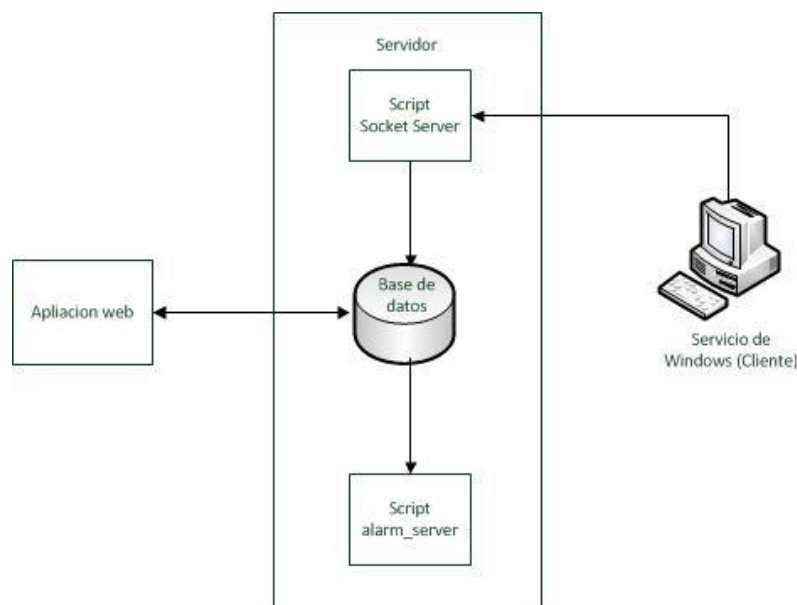 Servidor
Script
Socket Server
Base de
datos
Apliacion web
Servicio de
Windows (Cliente)
Script
alarm_server